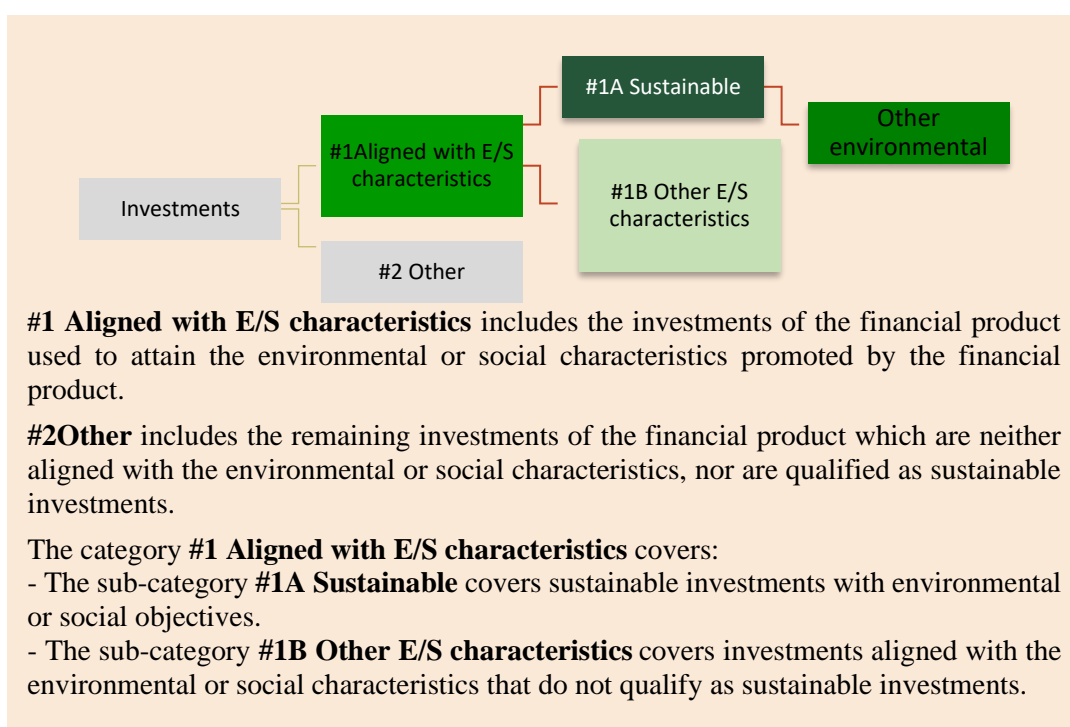 #1A Sustainable
Other
environmental
#1Aligned with E/S
characteristics
#1B Other E/S
characteristics
Investments
#2 Other
#1 Aligned with E/S characteristics includes the investments of the financial product
used to attain the environmental or social characteristics promoted by the financial
product.
#2Other includes the remaining investments of the financial product which are neither
aligned with the environmental or social characteristics, nor are qualified as sustainable
investments.
The category #1 Aligned with E/S characteristics covers:
- The sub-category #1A Sustainable covers sustainable investments with environmental
or social objectives.
- The sub-category #1B Other E/S characteristics covers investments aligned with the
environmental or social characteristics that do not qualify as sustainable investments.